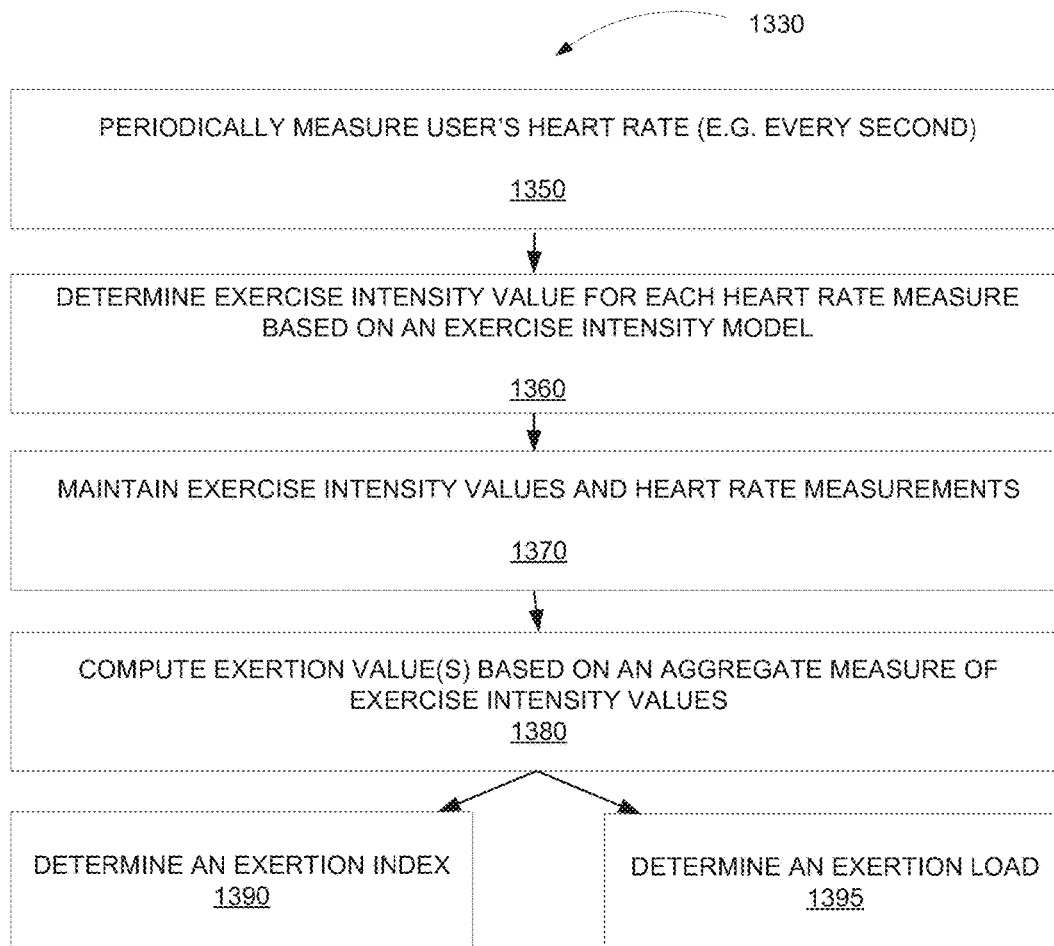 1330
PERIODICALLY MEASURE USER'S HEART RATE (E.G. EVERY SECOND)
1350
DETERMINE EXERCISE INTENSITY VALUE FOR EACH HEART RATE MEASURE
BASED ON AN EXERCISE INTENSITY MODEL
1360
MAINTAIN EXERCISE INTENSITY VALUES AND HEART RATE MEASUREMENTS
1370
COMPUTE EXERTION VALUE(S) BASED ON AN AGGREGATE MEASURE OF
EXERCISE INTENSITY VALUES
1380
DETERMINE AN EXERTION INDEX
1390
DETERMINE AN EXERTION LOAD
1395